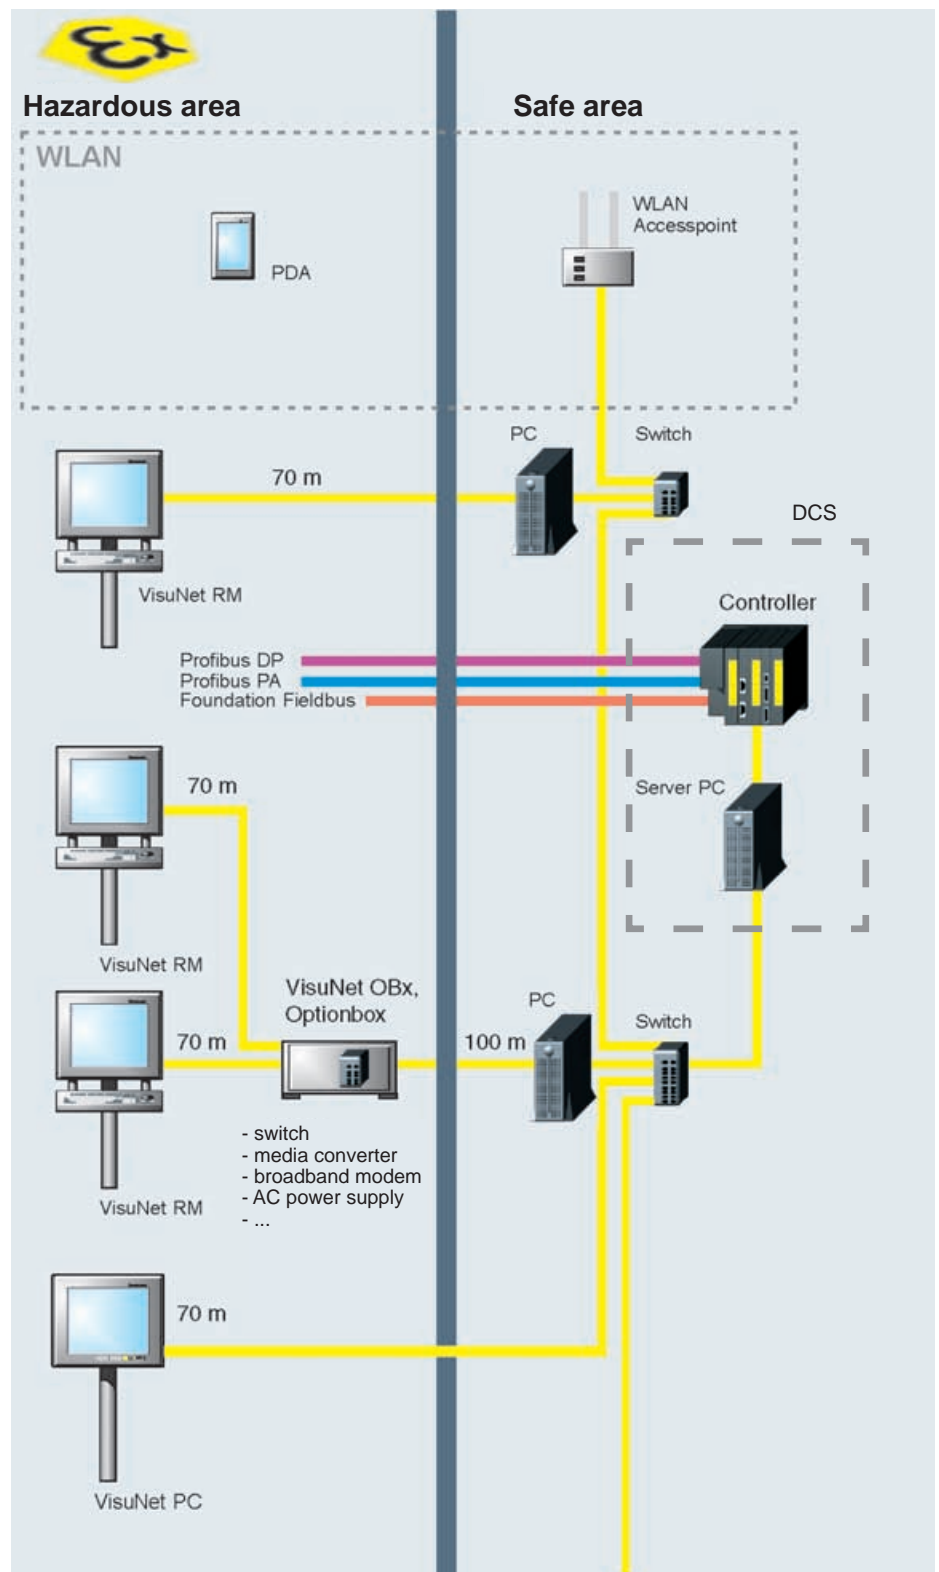 Ex
Hazardous area
Safe area
WLAN
WLAN
Accesspoint
PDA
PC
Switch
70 m
DCS
VisuNet RM
Controller
Profibus DP
Profibus PA
Foundation Fieldbus
70 m
Server PC
VisuNet RM
VisuNet OBx,
Optionbox
PC
Switch
70 m
100 m
- switch
- media converter
- broadband modem
- AC power supply
- ...
VisuNet RM
70 m
VisuNet PC